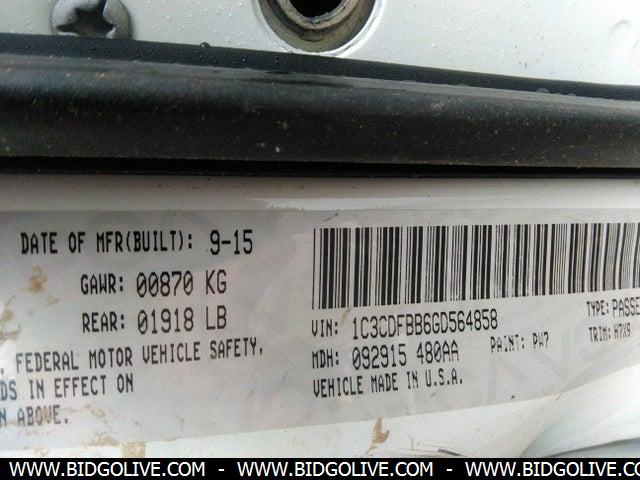 DATE OF MFR(BUILT): 9-15
GAWR: 00870 KG
REAR: 01918 LB
. FEDERAL MOTOR VEHICLE SAFETY,
DS IN EFFECT ON
N ABOVE.
VIN: 1C3CDFBB6GD564858
TYPE: PASSE
MDH: 092915 480AA
PAINT: PW7
TRIM: H7X9
VEHICLE MADE IN U.S.A.
WWW.BIDGOLIVE.COM - WWW.BIDGOLIVE.COM - WWW.BIDGOLIVE.COM